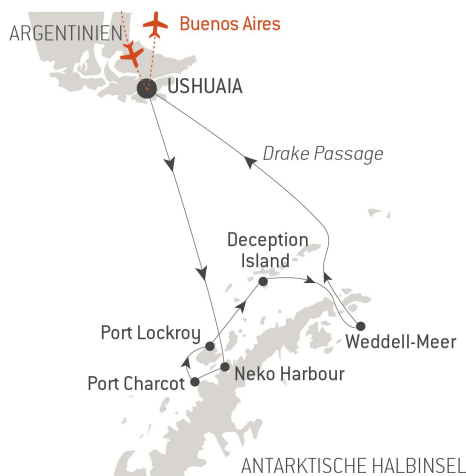 ARGENTINIEN
Buenos Aires
USHUAIA
Drake Passage
Deception
Island
Port Lockroy
Weddell-Meer
Neko Harbour
Port Charcot
ANTARKTISCHE HALBINSEL